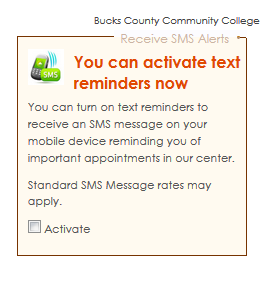 Bucks County Community College
Receive SMS Alerts
SMS
You can activate text
reminders now
You can turn on text reminders to
receive an SMS message on your
mobile device reminding you of
important appointments in our center.
Standard SMS Message rates may
apply.
Activate